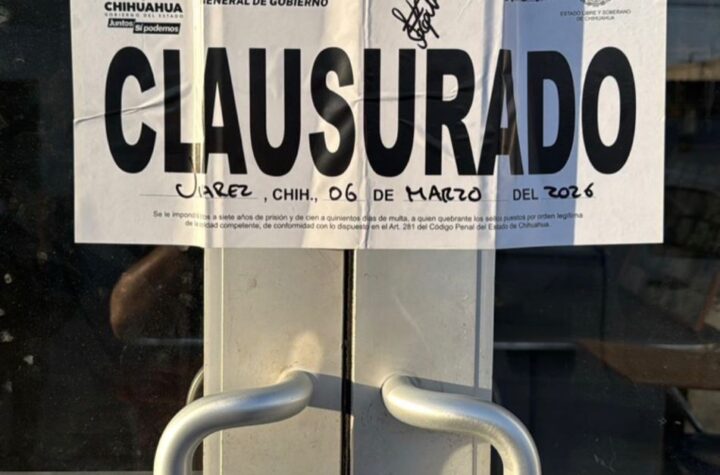 CHIHUAHUA
GOBIERNO DEL ESTADO
Juntos Sí podemos
GENERAL DE GOBIERNO
ESTADO LIBRE Y SOBERANO
DE CHIHUAHUA
CLAUSURADO
JUAREZ, CHIH., 06 DE MARZO DEL 2026
Se le impondrá a siete años de prisión y de cien a quinientos días de multa, a quien quebrante los sellos puestos por orden legítima
de la autoridad competente, de conformidad con lo dispuesto en el Art. 281 del Código Penal del Estado de Chihuahua.